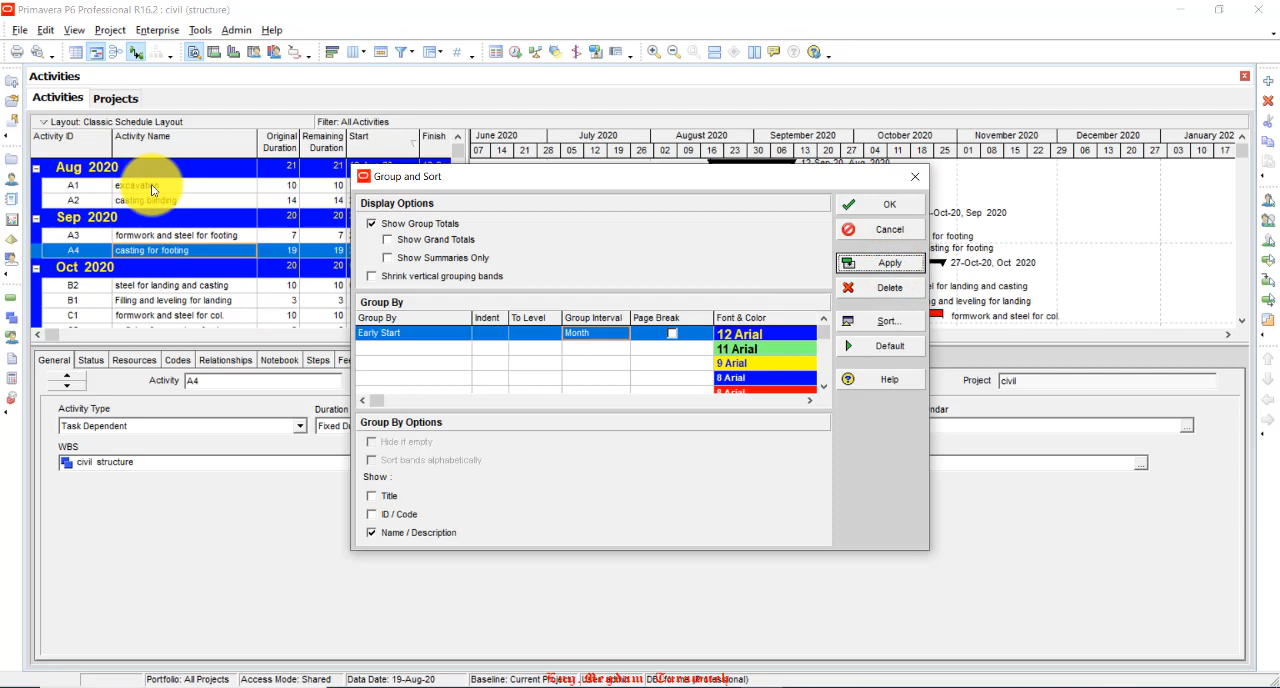 Primavera P6 Professional R16.2 : civil (structure)
File Edit View Project Enterprise Tools Admin Help
Activities
Activities Projects
Layout: Classic Schedule Layout Filter: All Activities
Activity ID Activity Name Original Duration Remaining Duration Start Finish
June 2020 July 2020 August 2020 September 2020 October 2020 November 2020 December 2020 January 202
07 14 21 28 05 12 19 26 02 09 16 23 30 06 13 20 27 04 11 18 25 01 08 15 22 29 06 13 20 27 03 10 17
Aug 2020 21 21
A1 excavation 10 10
A2 casting blinding 14 14
Sep 2020 20 20
A3 formwork and steel for footing 7 7
A4 casting for footing 19 19
Oct 2020 20 20
B2 steel for landing and casting 10 10
B1 Filling and leveling for landing 3 3
C1 formwork and steel for col. 10 10
-Oct-20, Sep 2020
for footing
sting for footing
27-Oct-20, Oct 2020
l for landing and casting
g and leveling for landing
formwork and steel for col.
Group and Sort
Display Options
Show Group Totals
Show Grand Totals
Show Summaries Only
Shrink vertical grouping bands
Group By
Group By Indent To Level Group Interval Page Break Font & Color
Early Start Month 12 Arial
11 Arial
9 Arial
8 Arial
8 Arial
Group By Options
Hide if empty
Sort bands alphabetically
Show :
Title
ID / Code
Name / Description
OK
Cancel
Apply
Delete
Sort...
Default
Help
General Status Resources Codes Relationships Notebook Steps Fee
Activity A4 Project civil
Activity Type Duration
Task Dependent Fixed Du
ndar
WBS
civil structure
Portfolio: All Projects Access Mode: Shared Data Date: 19-Aug-20 Baseline: Current Project